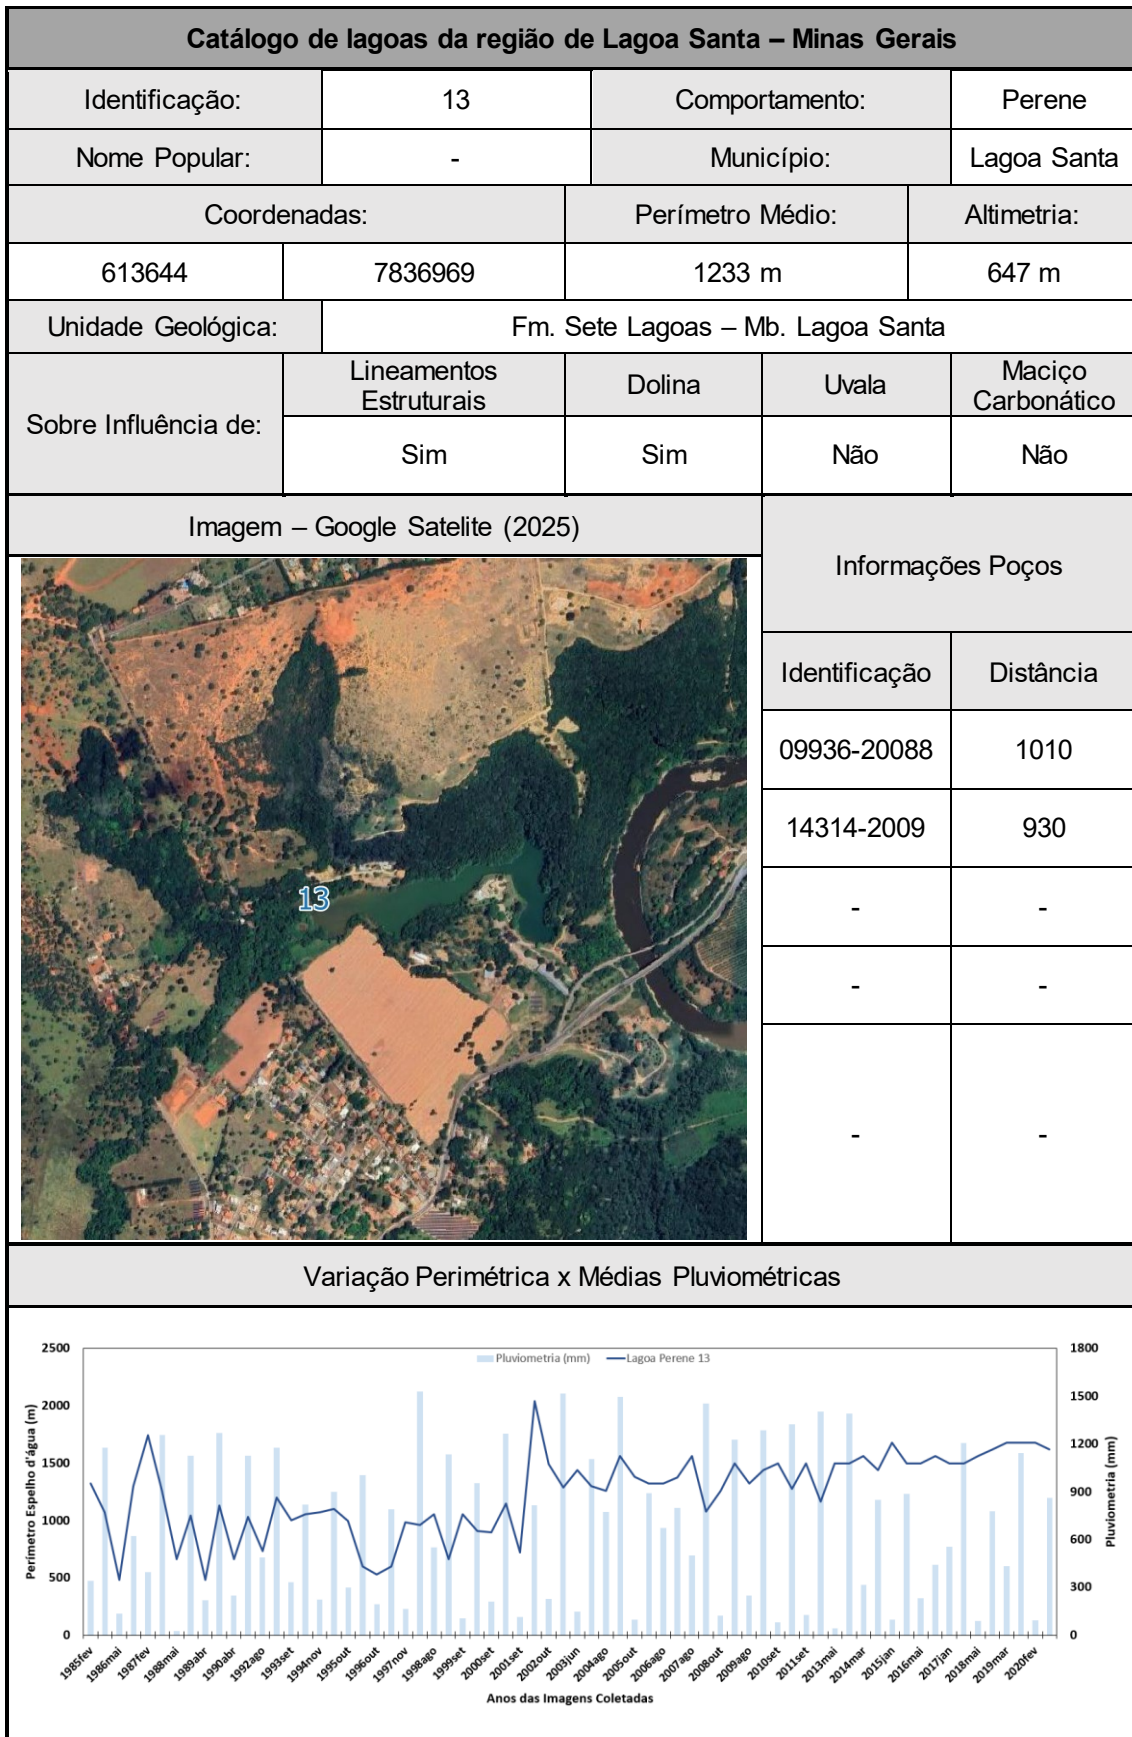 Catálogo de lagoas da região de Lagoa Santa – Minas Gerais
Identificação: 13 Comportamento: Perene
Nome Popular: - Município: Lagoa Santa
Coordenadas: Perímetro Médio: Altimetria:
613644 7836969 1233 m 647 m
Unidade Geológica: Fm. Sete Lagoas – Mb. Lagoa Santa
Sobre Influência de:
Lineamentos Estruturais Dolina Uvala Maciço Carbonático
Sim Sim Não Não
Imagem – Google Satelite (2025)
13
Informações Poços
Identificação Distância
09936-20088 1010
14314-2009 930
- -
- -
- -
Variação Perimétrica x Médias Pluviométricas
Pluviometria (mm) Lagoa Perene 13
Perímetro Espelho d'água (m)
2500
2000
1500
1000
500
0
1800
1500
1200
900
600
300
0
Pluviometria (mm)
1985fev 1986mai 1987fev 1988mai 1989abr 1990abr 1992ago 1993set 1994nov 1995out 1996out 1997nov 1998ago 1999set 2000set 2001set 2002out 2003jun 2004ago 2005out 2006ago 2007ago 2008out 2009ago 2010set 2011set 2013mai 2014mar 2015jan 2016mai 2017jan 2018mai 2019mar 2020fev
Anos das Imagens Coletadas